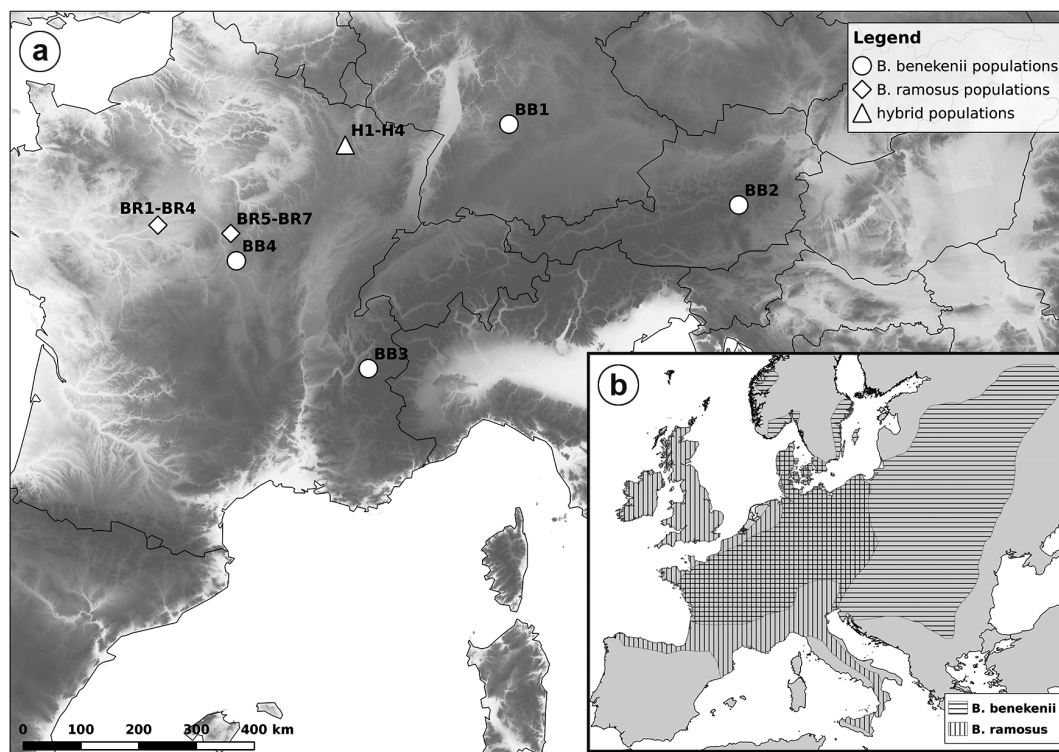 a
Legend
B. benekenii populations
B. ramosus populations
hybrid populations
BB1
H1-H4
BB2
BR1-BR4
BR5-BR7
BB4
BB3
b
B. benekenii
B. ramosus
0 100 200 300 400 km